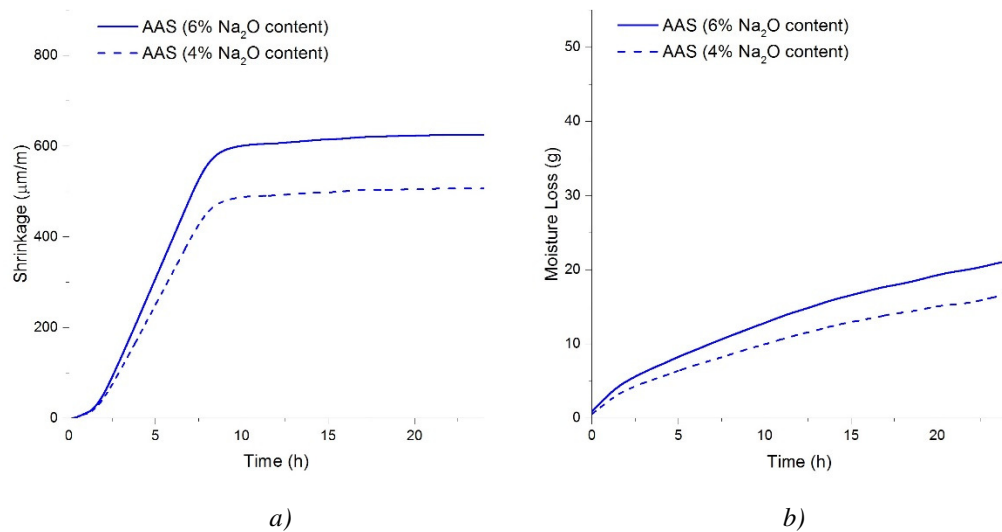 AAS (6% Na₂O content)
AAS (4% Na₂O content)
800
600
400
200
0
Shrinkage (μm/m)
0
5
10
15
20
Time (h)
a)
AAS (6% Na₂O content)
AAS (4% Na₂O content)
50
40
30
20
10
0
Moisture Loss (g)
0
5
10
15
20
Time (h)
b)